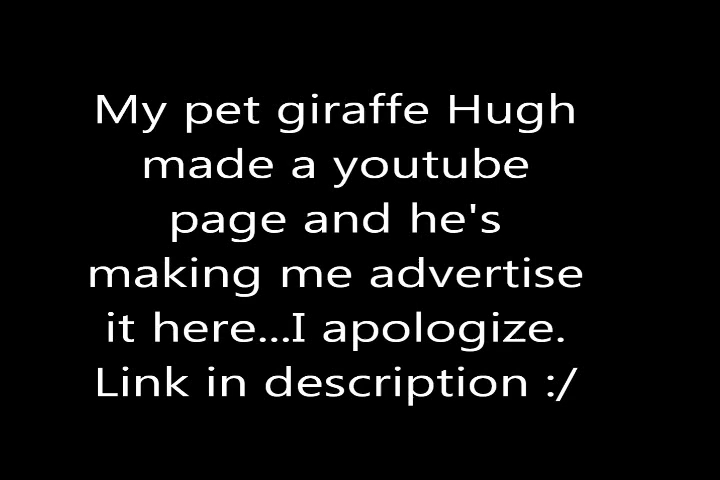 My pet giraffe Hugh
made a youtube
page and he's
making me advertise
it here...I apologize.
Link in description :/